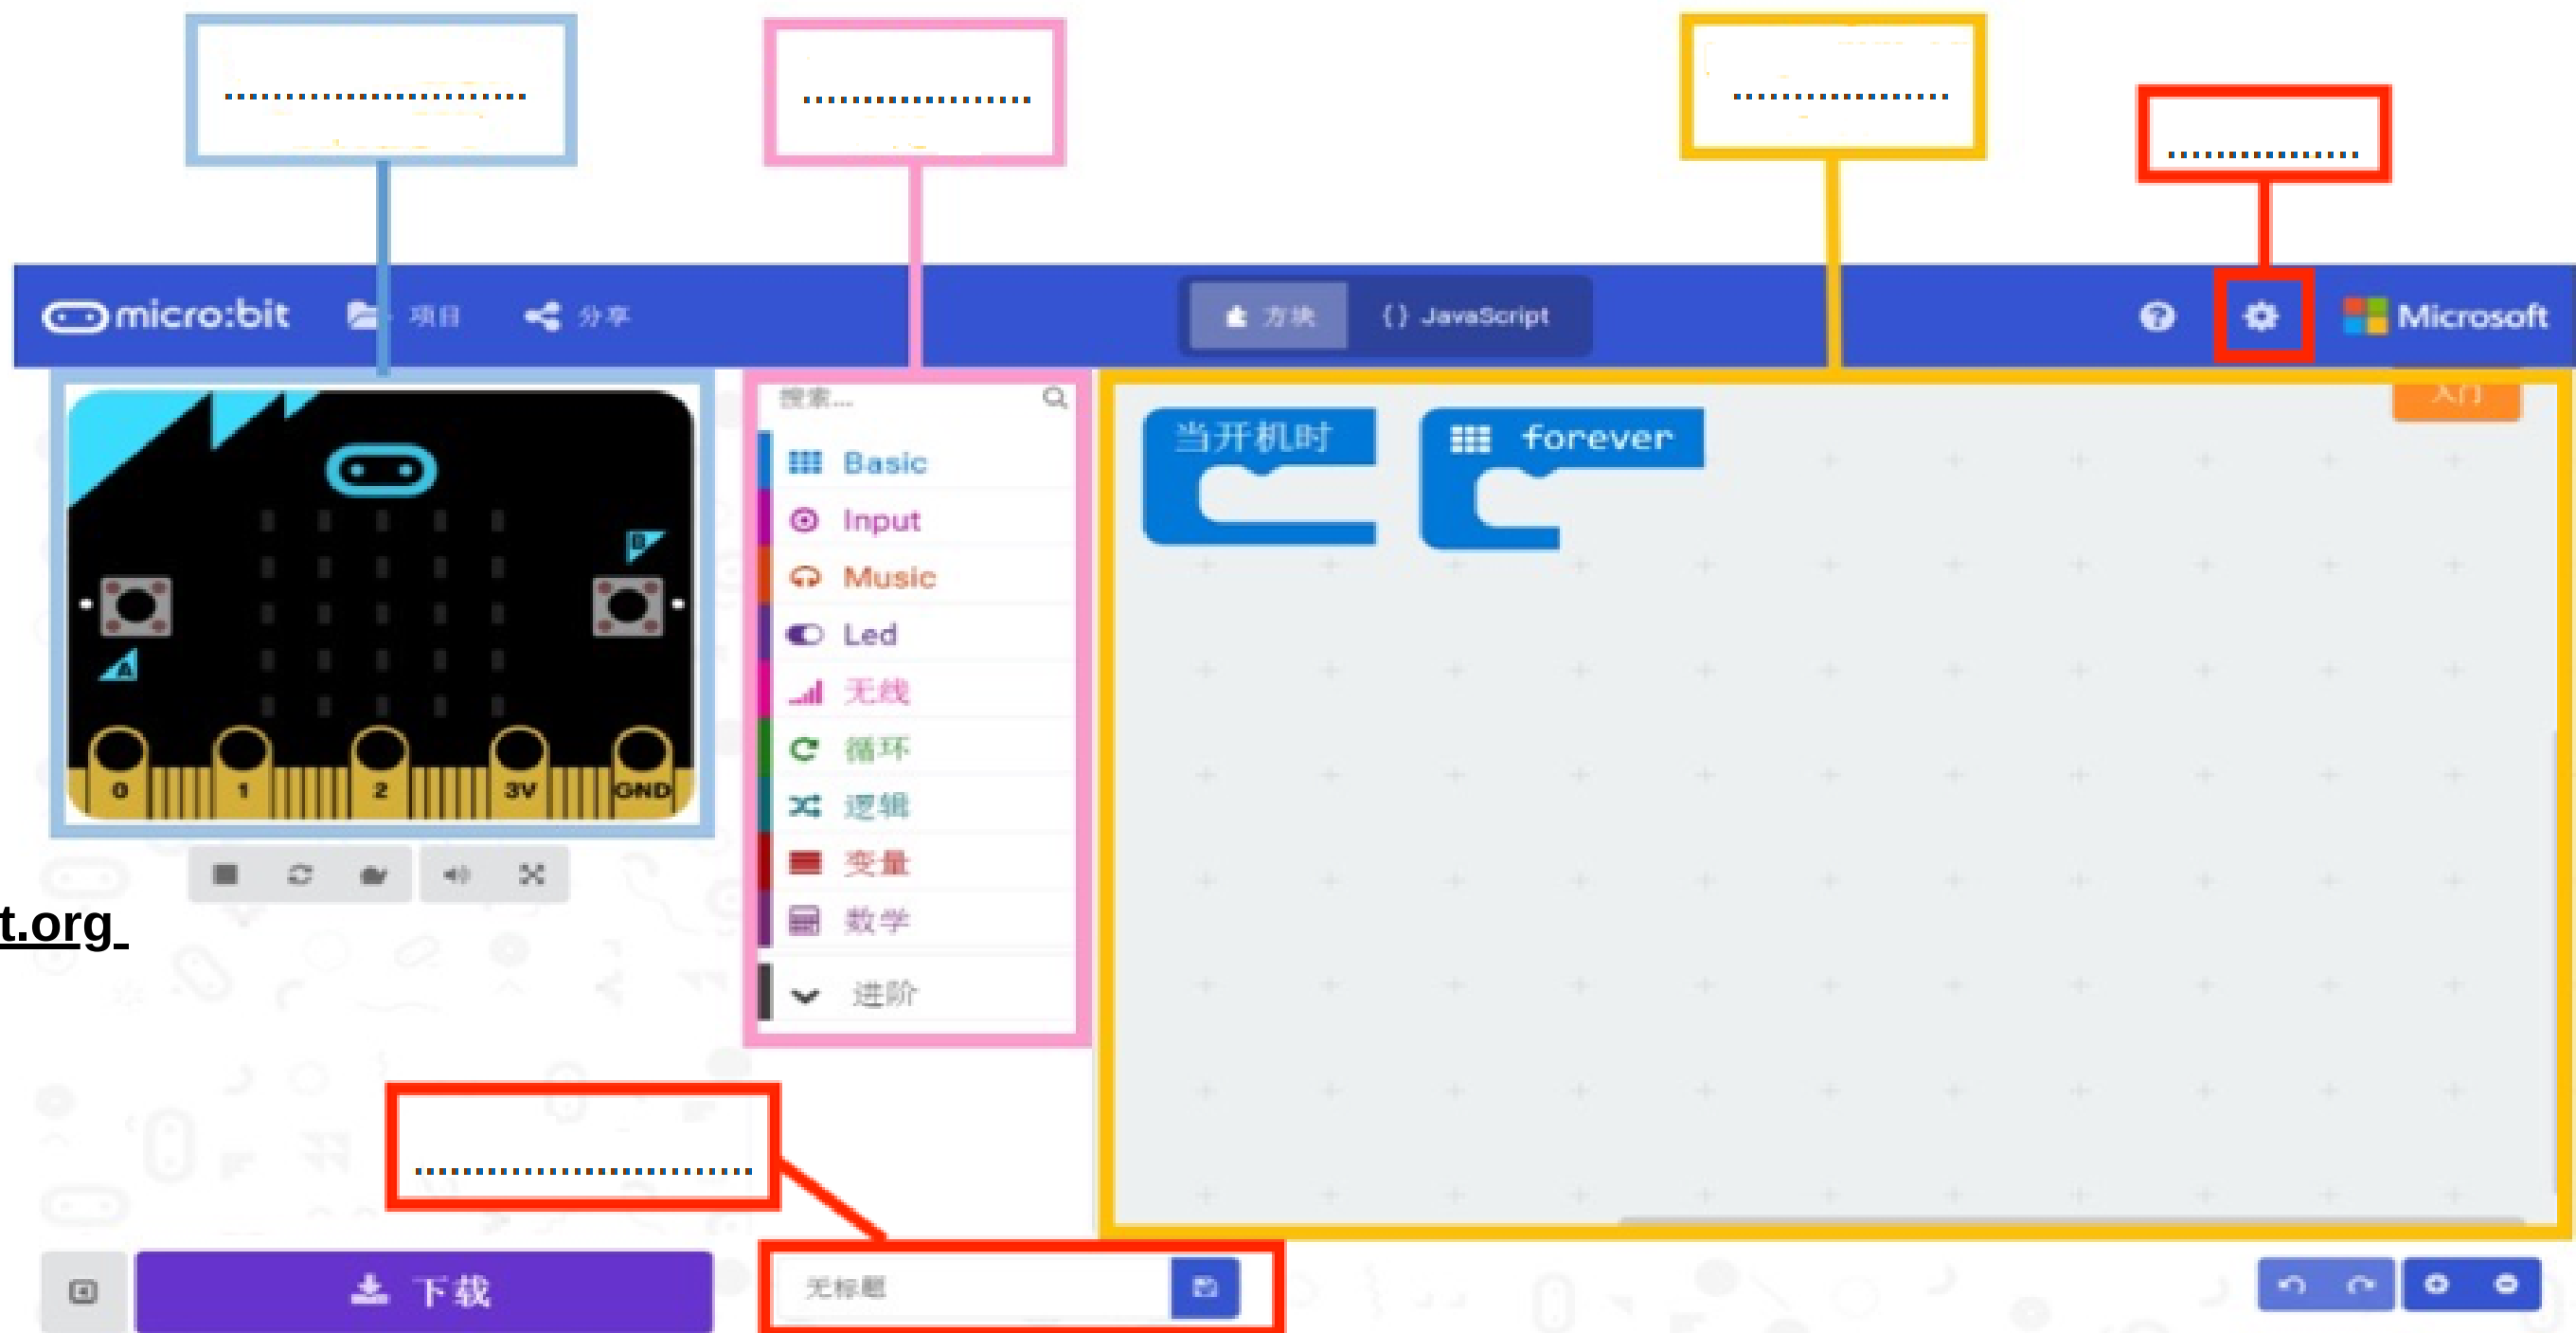 micro:bit 项目 分享 方块 {} JavaScript Microsoft
搜索...
入门
当开机时
forever
Basic
Input
Music
Led
无线
循环
逻辑
变量
数学
进阶
B
A
0 1 2 3V GND
t.org
下载
无标题